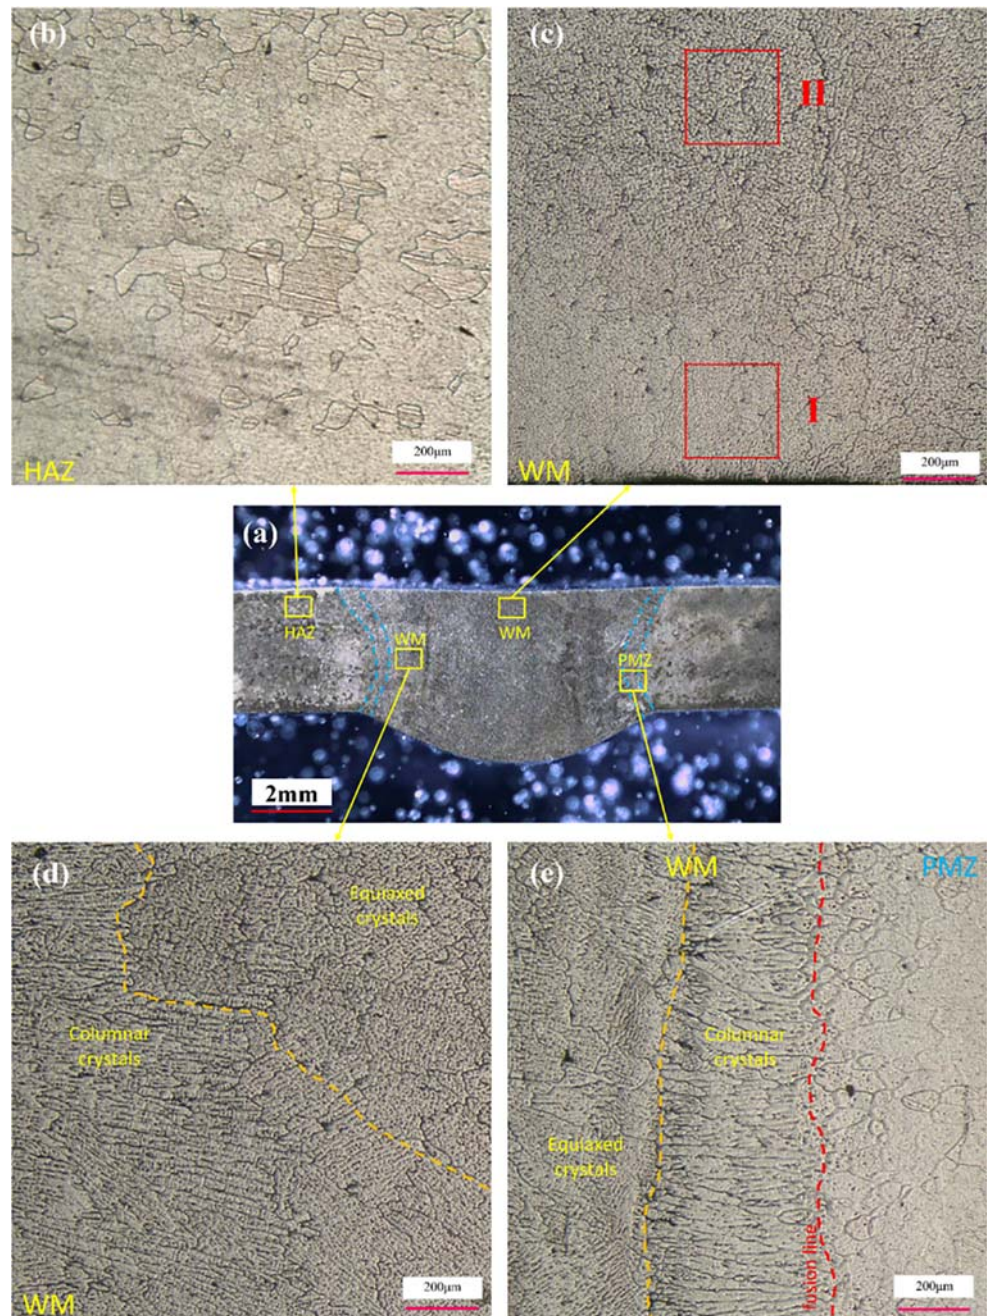 (b)
HAZ
200μm
(c)
II
I
WM
200μm
(a)
HAZ
WM
WM
PMZ
2mm
(d)
Equiaxed
crystals
Columnar
crystals
WM
200μm
(e)
WM
PMZ
Columnar
crystals
Equiaxed
crystals
fusion line
200μm